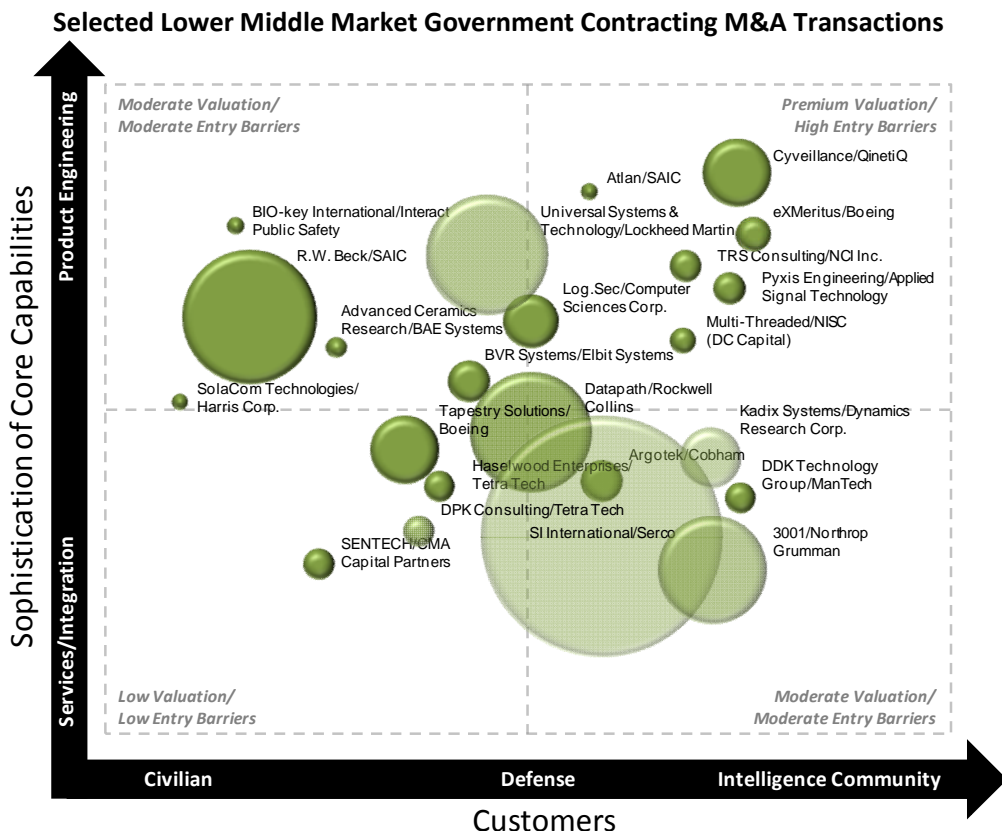 Selected Lower Middle Market Government Contracting M&A Transactions
Sophistication of Core Capabilities
Product Engineering
Services/Integration
Moderate Valuation/
Moderate Entry Barriers
Premium Valuation/
High Entry Barriers
Cyveillance/QinetiQ
Atlan/SAIC
BIO-key International/Interact
Public Safety
Universal Systems &
Technology/Lockheed Martin
eXMeritus/Boeing
R.W. Beck/SAIC
TRS Consulting/NCI Inc.
Log.Sec/Computer
Sciences Corp.
Pyxis Engineering/Applied
Signal Technology
Advanced Ceramics
Research/BAE Systems
Multi-Threaded/NISC
(DC Capital)
BVR Systems/Elbit Systems
SolaCom Technologies/
Harris Corp.
Datapath/Rockwell
Collins
Tapestry Solutions/
Boeing
Kadix Systems/Dynamics
Research Corp.
Argotek/Cobham
Haselwood Enterprises/
Tetra Tech
DDK Technology
Group/ManTech
DPK Consulting/Tetra Tech
SI International/Serco
3001/Northrop
Grumman
SENTECH/CMA
Capital Partners
Low Valuation/
Low Entry Barriers
Moderate Valuation/
Moderate Entry Barriers
Civilian
Defense
Intelligence Community
Customers